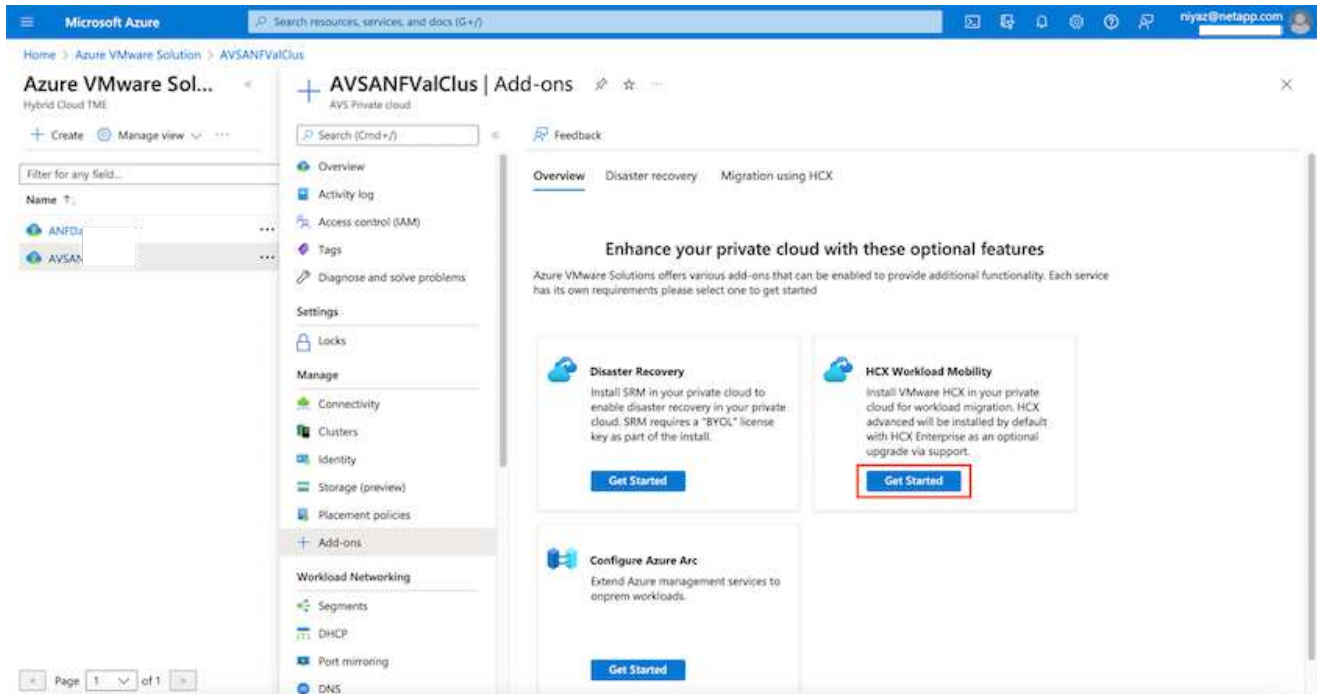 Microsoft Azure
Search resources, services, and docs (G+/)
niyaz@netapp.com
Home > Azure VMware Solution > AVSANFValClus
Azure VMware Sol...
Hybrid Cloud TME
+ Create
Manage view
Filter for any field...
Name
ANFDa
AVSAN
Page 1 of 1
AVSANFValClus | Add-ons
AVS Private cloud
Search (Cmd+/)
Overview
Activity log
Access control (IAM)
Tags
Diagnose and solve problems
Settings
Locks
Manage
Connectivity
Clusters
Identity
Storage (preview)
Placement policies
Add-ons
Workload Networking
Segments
DHCP
Port mirroring
DNS
Feedback
Overview
Disaster recovery
Migration using HCX
Enhance your private cloud with these optional features
Azure VMware Solutions offers various add-ons that can be enabled to provide additional functionality. Each service
has its own requirements please select one to get started
Disaster Recovery
Install SRM in your private cloud to
enable disaster recovery in your private
cloud. SRM requires a "BYOL" license
key as part of the install.
Get Started
HCX Workload Mobility
Install VMware HCX in your private
cloud for workload migration. HCX
advanced will be installed by default
with HCX Enterprise as an optional
upgrade via support.
Get Started
Configure Azure Arc
Extend Azure management services to
onprem workloads.
Get Started